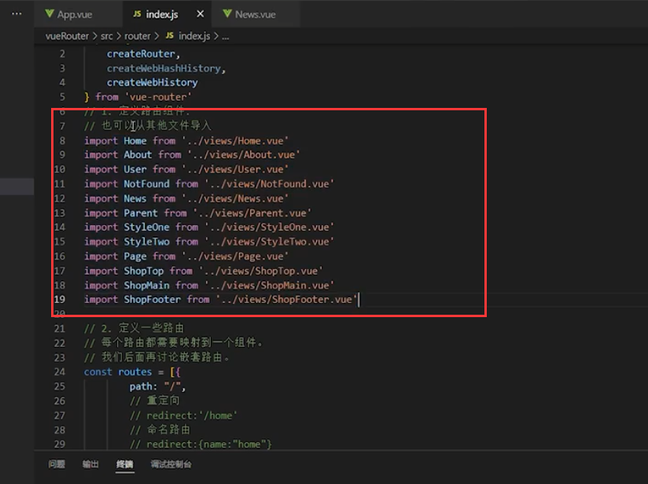 App.vue
JS index.js ×
News.vue
vueRouter > src > router > JS index.js > ...
2 createRouter,
3 createWebHashHistory,
4 createWebHistory
5 } from 'vue-router'
6 // 1. 定义路由组件.
7 // 也可以从其他文件导入
8 import Home from '../views/Home.vue'
9 import About from '../views/About.vue'
10 import User from '../views/User.vue'
11 import NotFound from '../views/NotFound.vue'
12 import News from '../views/News.vue'
13 import Parent from '../views/Parent.vue'
14 import StyleOne from '../views/StyleOne.vue'
15 import StyleTwo from '../views/StyleTwo.vue'
16 import Page from '../views/Page.vue'
17 import ShopTop from '../views/ShopTop.vue'
18 import ShopMain from '../views/ShopMain.vue'
19 import ShopFooter from '../views/ShopFooter.vue'
20
21 // 2. 定义一些路由
22 // 每个路由都需要映射到一个组件。
23 // 我们后面再讨论嵌套路由。
24 const routes = [{
25 path: "/",
26 // 重定向
27 // redirect:'/home'
28 // 命名路由
29 // redirect:{name:"home"}
问题 输出 终端 调试控制台